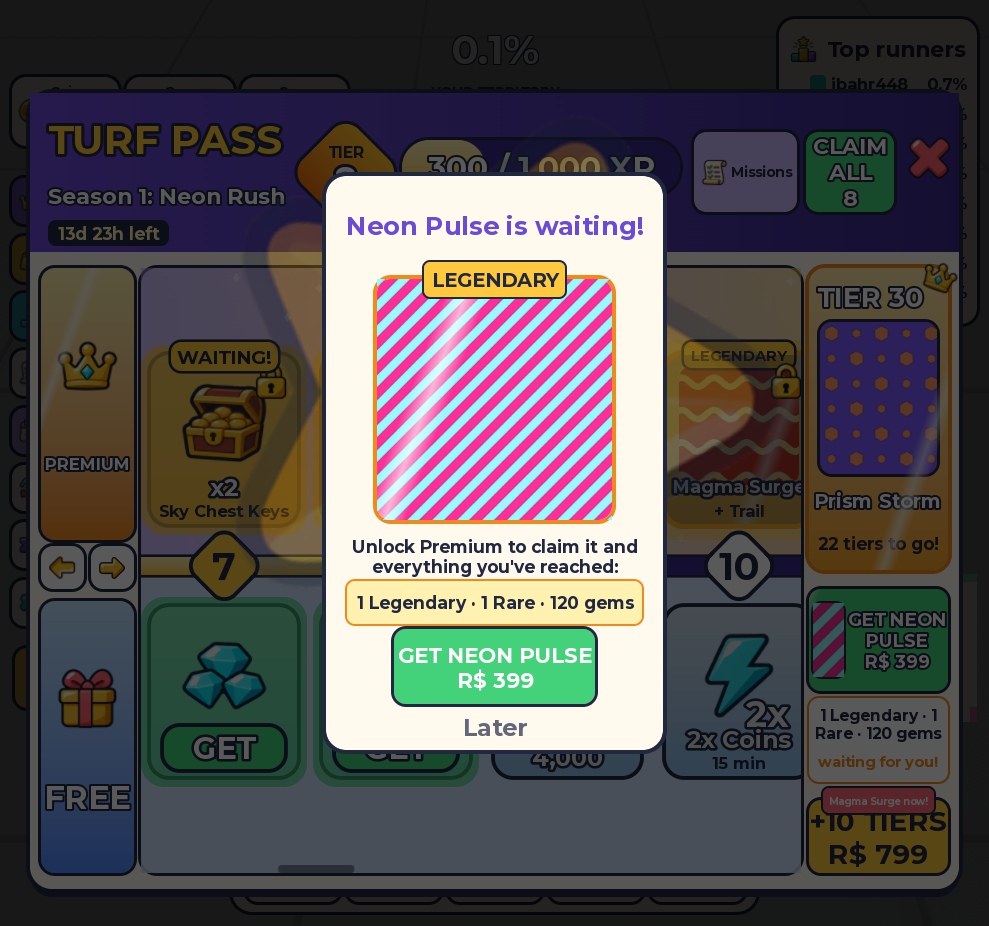 0.1%
Top runners
jbahr448 0.7%
TURF PASS
Season 1: Neon Rush
13d 23h left
TIER
300 / 1,000 XP
Missions
CLAIM
ALL
8
Neon Pulse is waiting!
LEGENDARY
Unlock Premium to claim it and
everything you've reached:
1 Legendary · 1 Rare · 120 gems
GET NEON PULSE
R$ 399
Later
PREMIUM
WAITING!
x2
Sky Chest Keys
7
GET
GET
4,000
LEGENDARY
Magma Surge
+ Trail
10
2x
2x Coins
15 min
FREE
TIER 30
Prism Storm
22 tiers to go!
GET NEON
PULSE
R$ 399
1 Legendary · 1
Rare · 120 gems
waiting for you!
Magma Surge now!
+10 TIERS
R$ 799